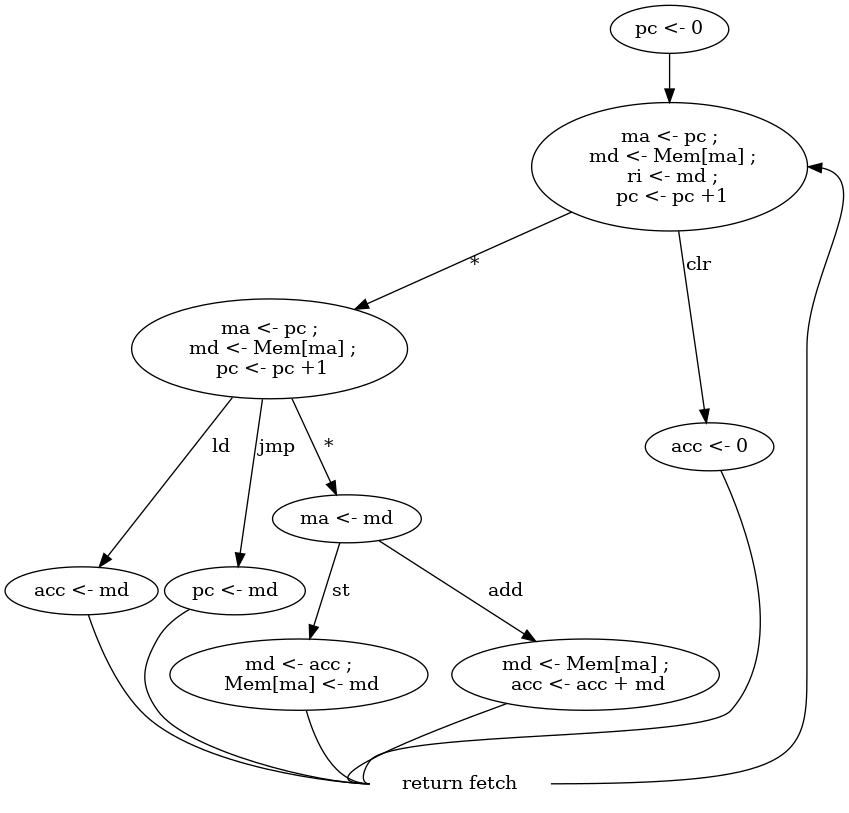 pc <- 0
ma <- pc ;
md <- Mem[ma] ;
ri <- md ;
pc <- pc +1
*
clr
ma <- pc ;
md <- Mem[ma] ;
pc <- pc +1
ld
jmp
*
acc <- 0
ma <- md
acc <- md
pc <- md
st
add
md <- acc ;
Mem[ma] <- md
md <- Mem[ma] ;
acc <- acc + md
return fetch